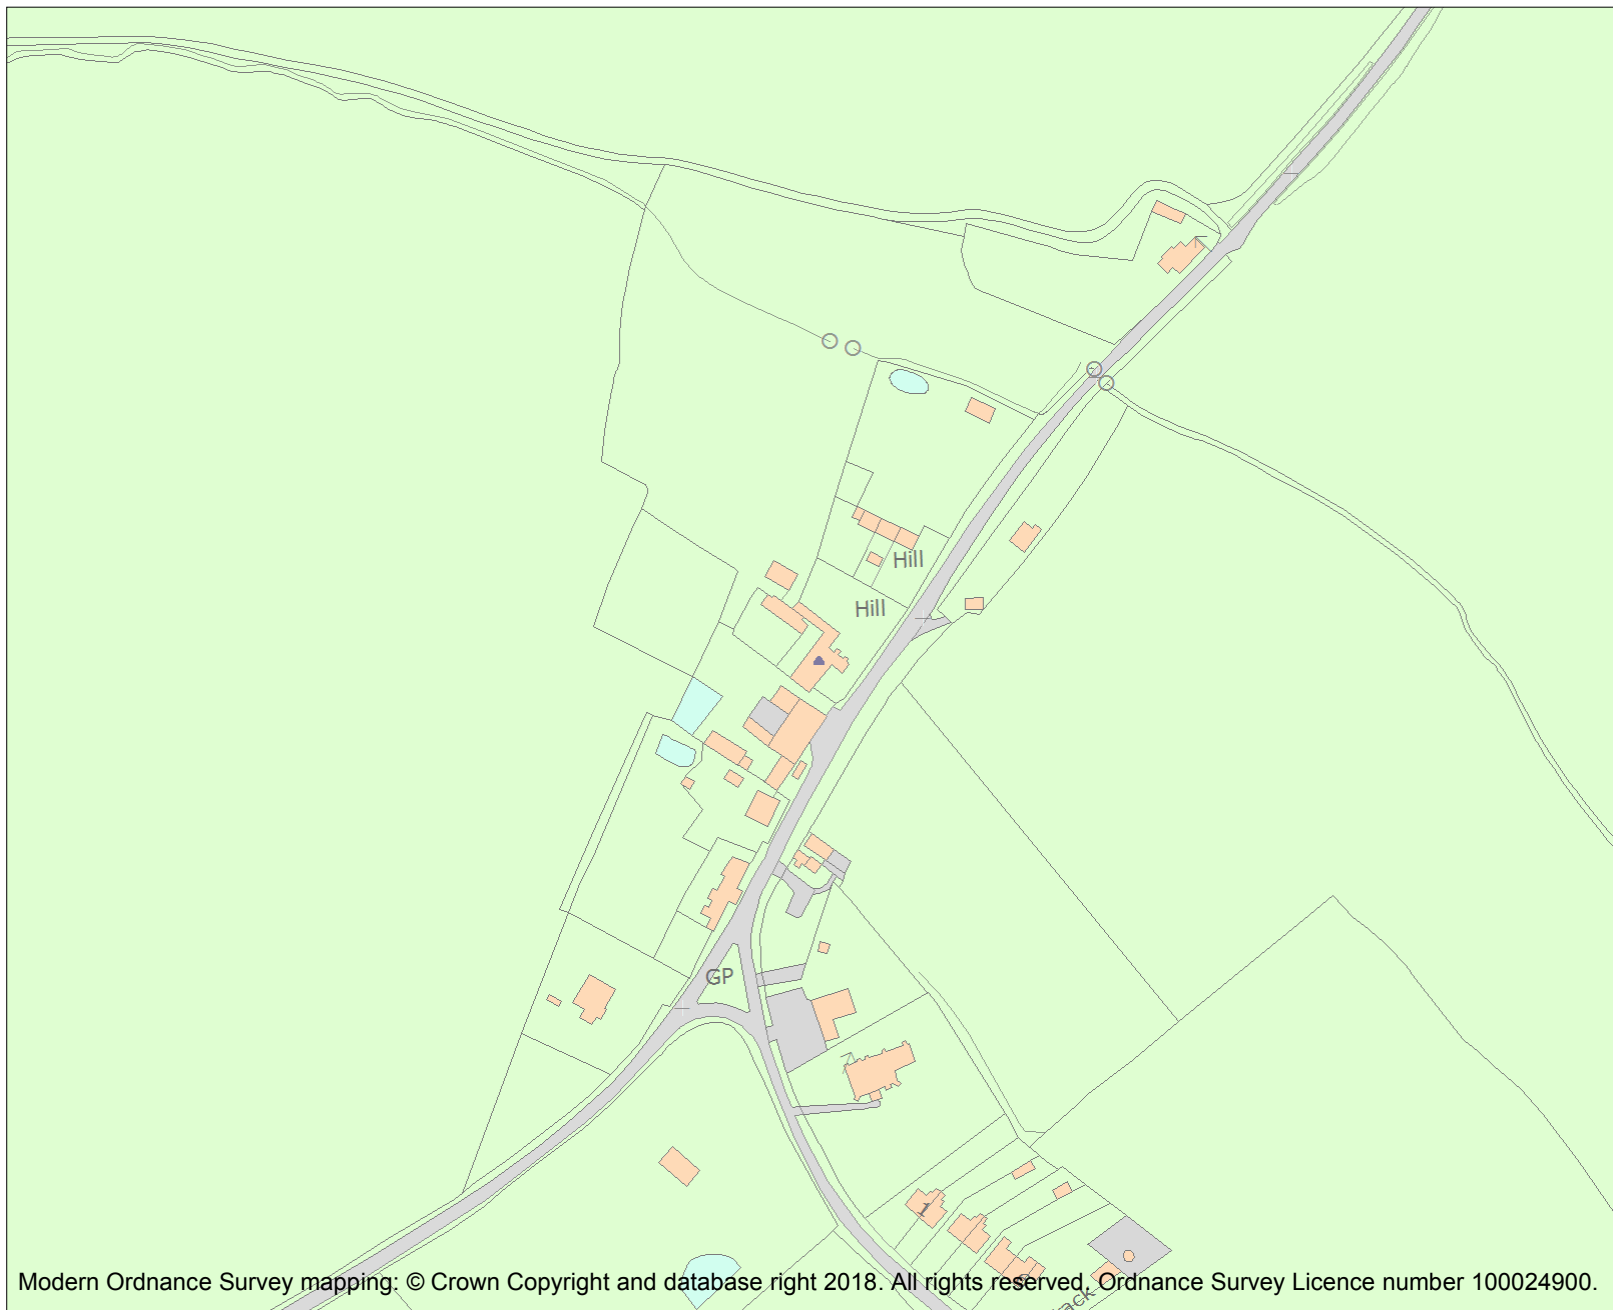 Hill
Hill
GP
1
Modern Ordnance Survey mapping: © Crown Copyright and database right 2018. All rights reserved. Ordnance Survey Licence number 100024900.